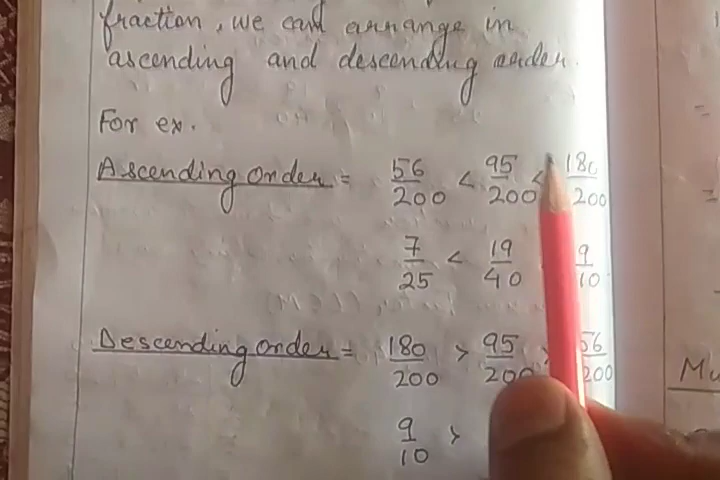 fraction, we can arrange in
ascending and descending order.
For ex.
Ascending order = 56/200 < 95/200 < 180/200
7/25 < 19/40 9/10
Descending order = 180/200 > 95/200 > 56/200
9/10 >
Mu